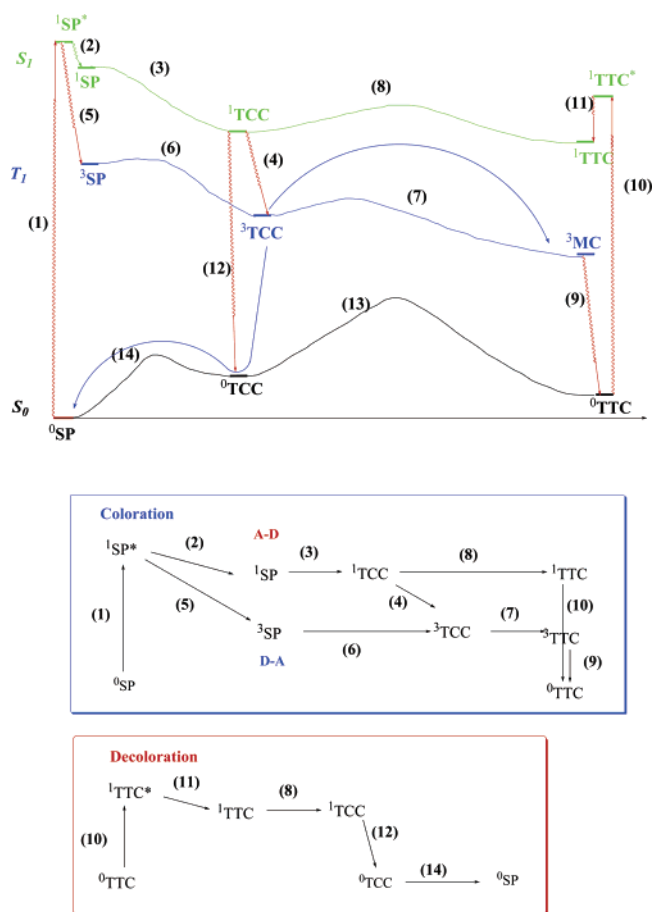 ¹SP*
(2)
S₁
¹SP
(3)
(8)
¹TTC*
(5)
¹TCC
(11)
(6)
(4)
¹TTC
T₁
³SP
(10)
(1)
³TCC
(7)
³MC
(12)
(9)
(13)
(14)
⁰TCC
S₀
⁰TTC
⁰SP
Coloration
(2)
A-D
¹SP*
(3)
(8)
¹SP
¹TCC
¹TTC
(1)
(5)
(4)
(7)
(10)
³SP
³TCC
³TTC
(6)
(9)
D-A
⁰SP
⁰TTC
Decoloration
¹TTC*
(11)
(8)
¹TTC
¹TCC
(10)
(12)
(14)
⁰TTC
⁰TCC
⁰SP